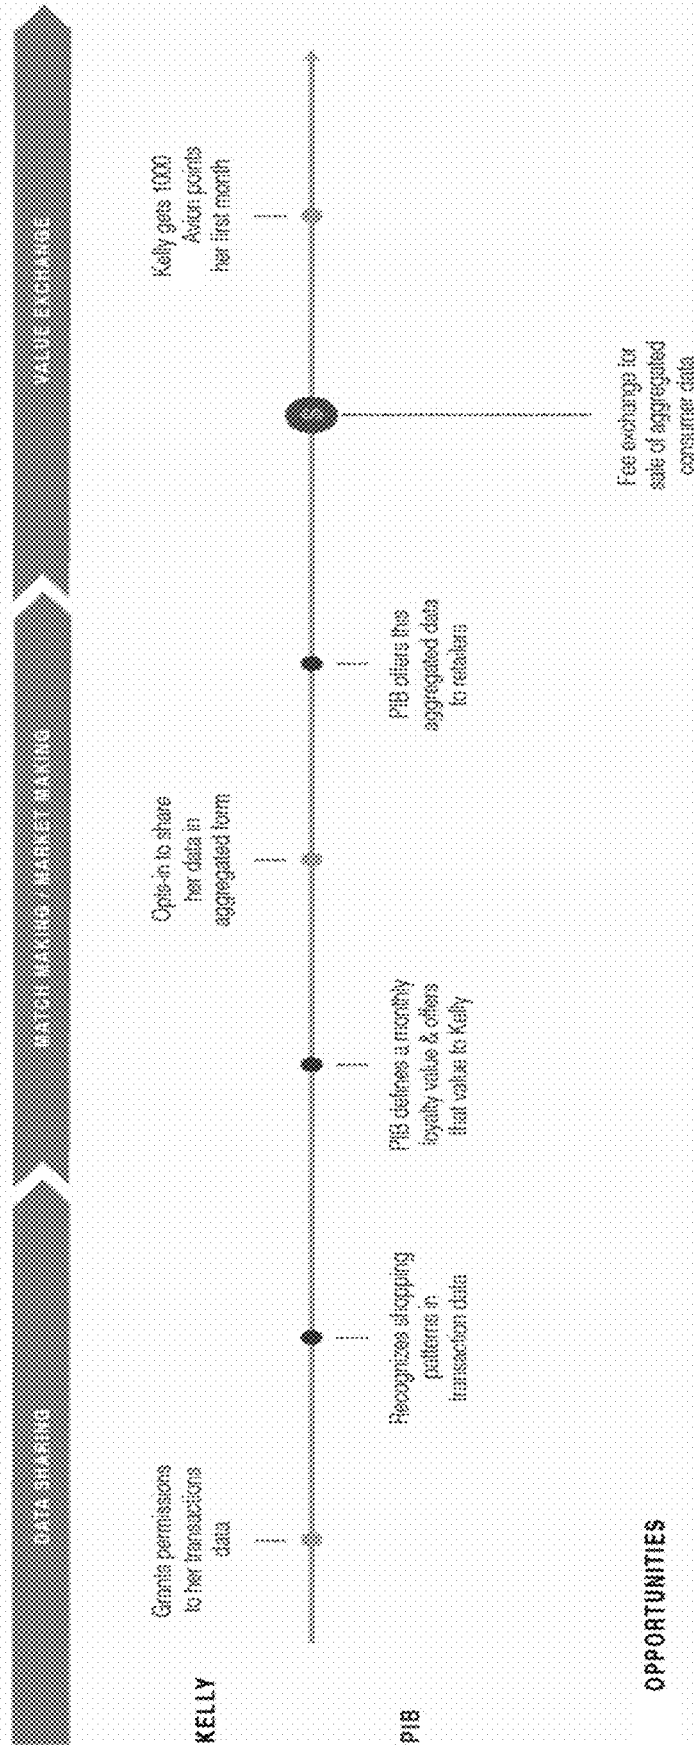 DATA SHAPING
MATCH MAKING / MARKET MAKING
VALUE EXCHANGE
KELLY
Grants permissions
to her transactions
data
Opts-in to share
her data in
aggregated form
Kelly gets 1000
Avion points
her first month
PIB
Recognizes shopping
patterns in
transaction data
PIB defines a monthly
loyalty value & offers
that value to Kelly
PIB offers this
aggregated data
to retailers
OPPORTUNITIES
Fee exchange for
sale of aggregated
consumer data